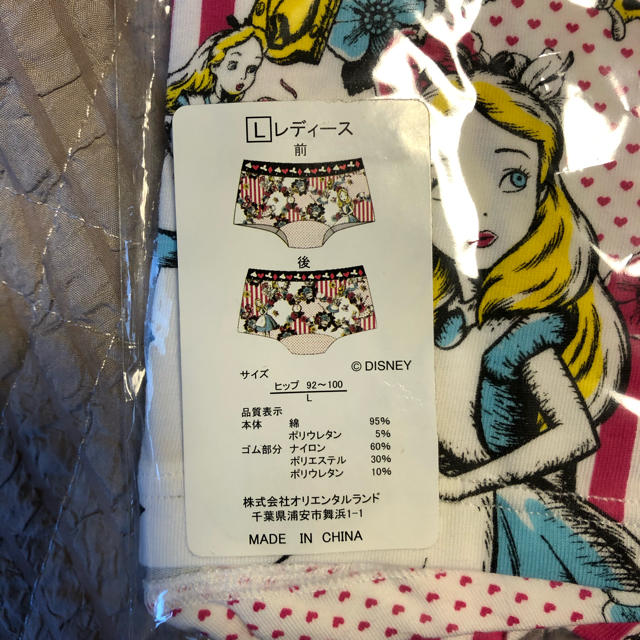 L レディース
前
後
© DISNEY
サイズ
ヒップ 92〜100
L
品質表示
本体 綿 95%
ポリウレタン 5%
ゴム部分 ナイロン 60%
ポリエステル 30%
ポリウレタン 10%
株式会社オリエンタルランド
千葉県浦安市舞浜1-1
MADE IN CHINA